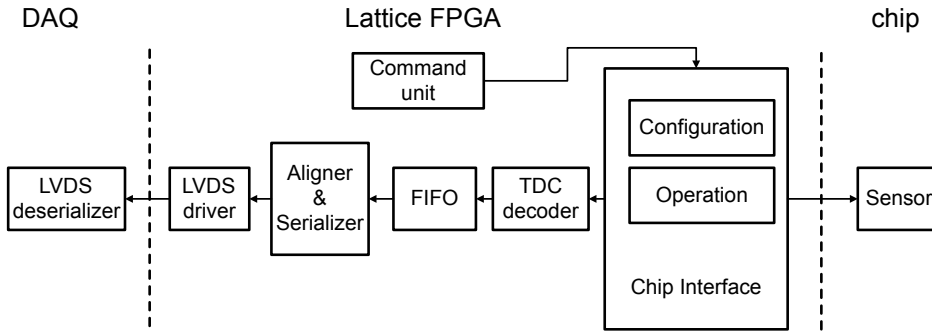 DAQ
Lattice FPGA
chip
Command
unit
Configuration
Operation
Chip Interface
LVDS
deserializer
LVDS
driver
Aligner
&
Serializer
FIFO
TDC
decoder
Sensor